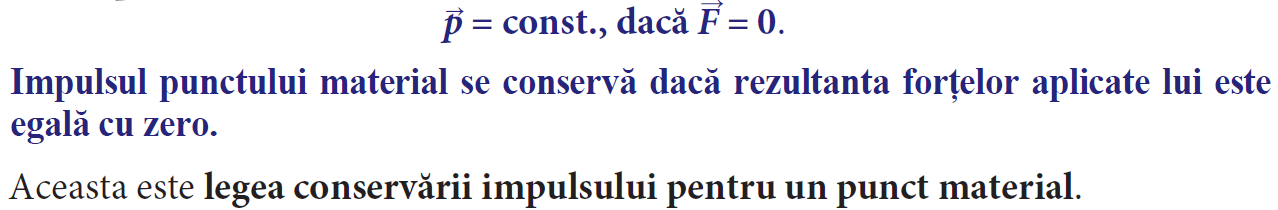 p⃗ = const., dacă F⃗ = 0.
Impulsul punctului material se conservă dacă rezultanta forțelor aplicate lui este
egală cu zero.
Aceasta este legea conservării impulsului pentru un punct material.